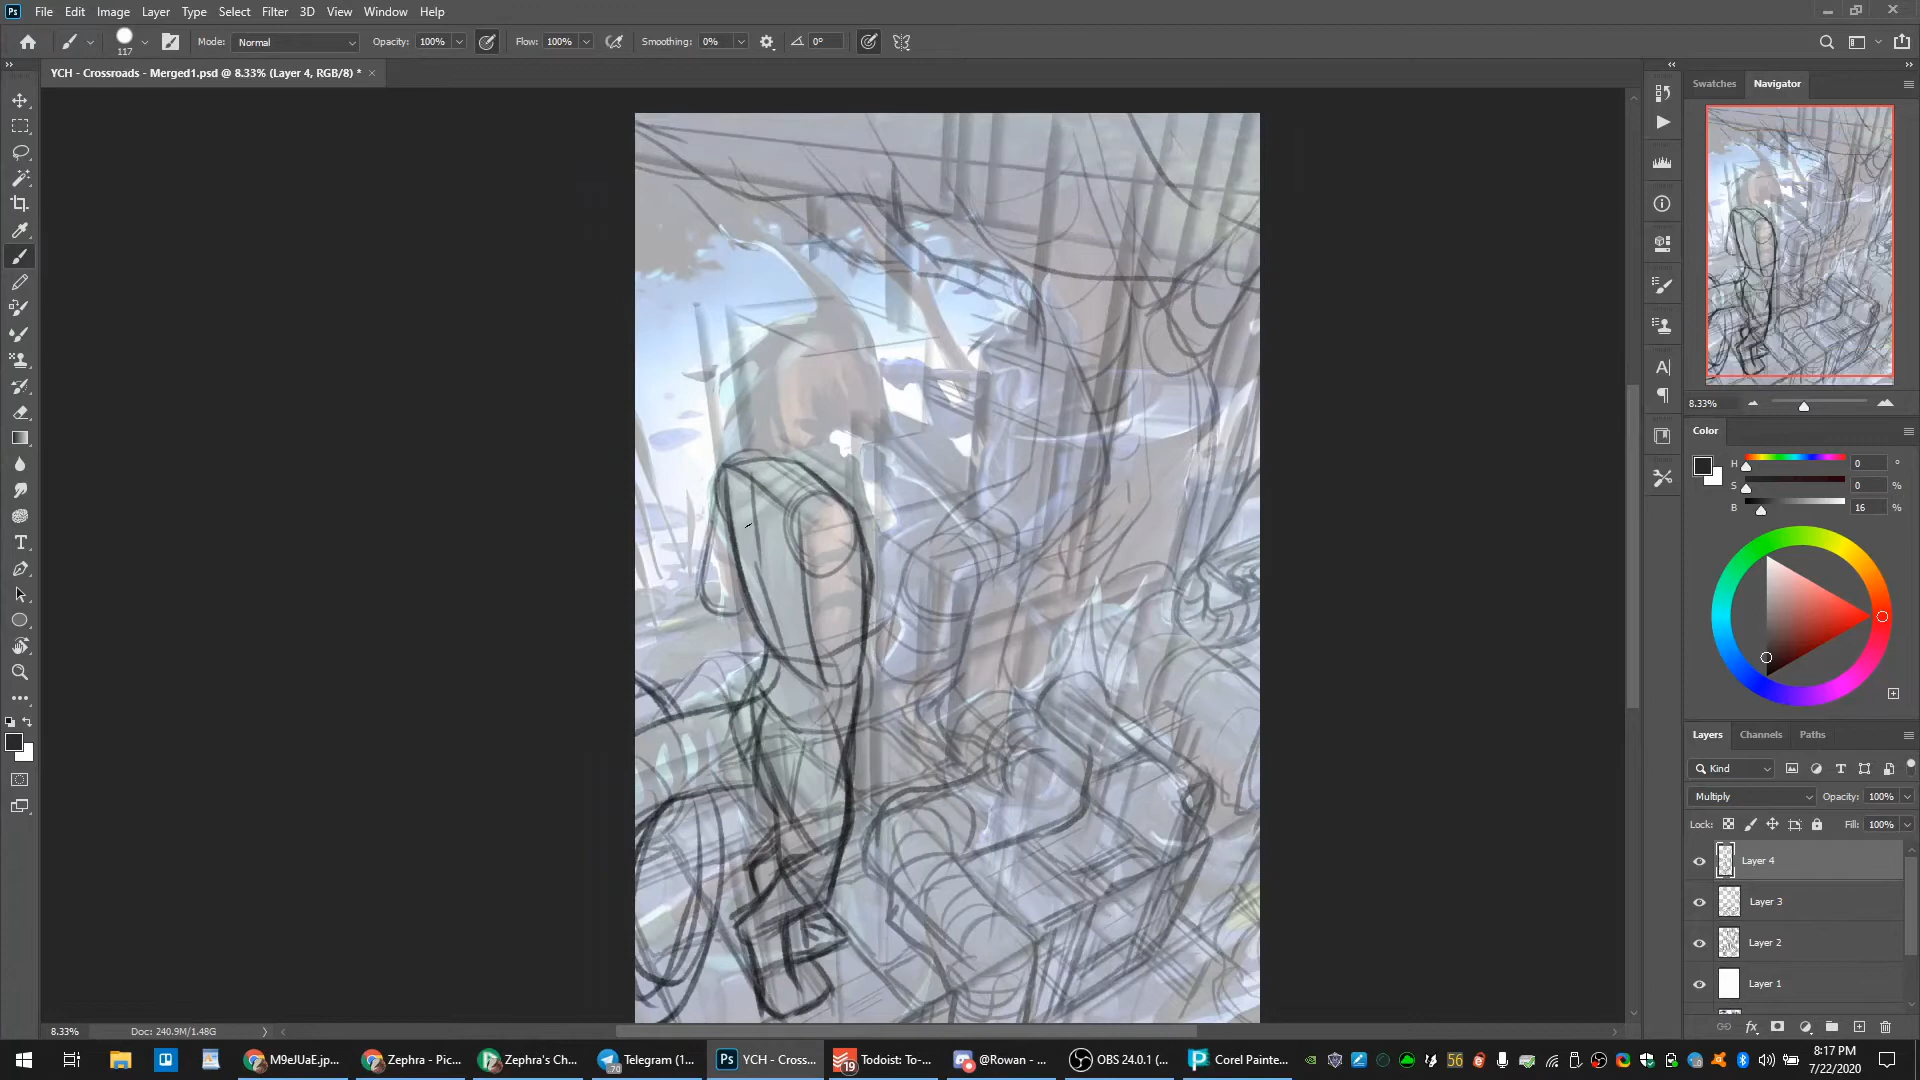 Ps File Edit Image Layer Type Select Filter 3D View Window Help
117 Mode: Normal Opacity: 100% Flow: 100% Smoothing: 0% 0°
YCH - Crossroads - Merged1.psd @ 8.33% (Layer 4, RGB/8) * ×
Swatches Navigator
8.33%
Color
H 0 °
S 0 %
B 16 %
Layers Channels Paths
Kind
Multiply Opacity: 100%
Lock: Fill: 100%
Layer 4
Layer 3
Layer 2
Layer 1
8.33% Doc: 240.9M/1.48G
M9eJUaE.jp... Zephra - Pic... Zephra's Ch... Telegram (1... YCH - Cross... Todoist: To-... @Rowan - ... OBS 24.0.1 (... Corel Painte... 56 8:17 PM
7/22/2020